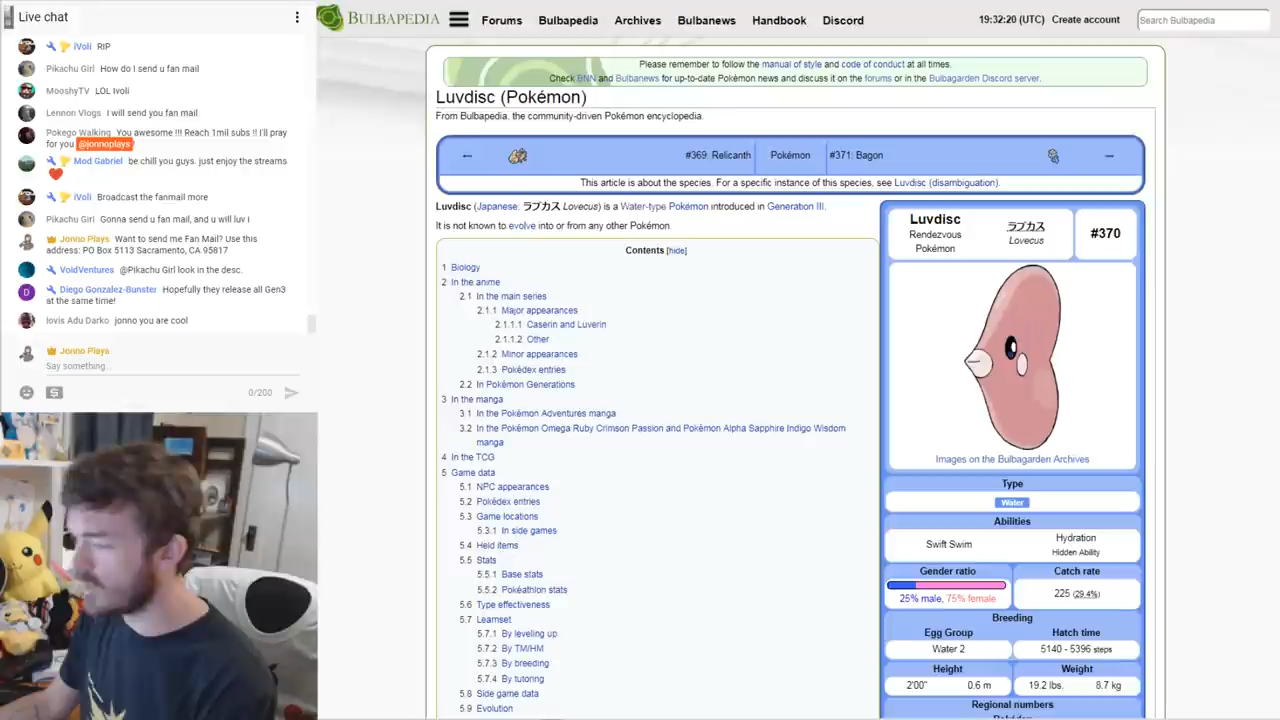 Live chat
iVoli RIP
Pikachu Girl How do I send u fan mail
MooshyTV LOL Ivoli
Lennon Vlogs I will send you fan mail
Pokego Walking You awesome !!! Reach 1mil subs !! I'll pray
for you @jonnoplays
Mod Gabriel be chill you guys. just enjoy the streams
iVoli Broadcast the fanmail more
Pikachu Girl Gonna send u fan mail, and u will luv i
Jonno Plays Want to send me Fan Mail? Use this
address: PO Box 5113 Sacramento, CA 95817
VoidVentures @Pikachu Girl look in the desc.
D Diego Gonzalez-Bunster Hopefully they release all Gen3
at the same time!
lovis Adu Darko jonno you are cool
Jonno Plays
Say something...
0/200
BULBAPEDIA Forums Bulbapedia Archives Bulbanews Handbook Discord 19:32:20 (UTC) Create account Search Bulbapedia
Please remember to follow the manual of style and code of conduct at all times.
Check BNN and Bulbanews for up-to-date Pokémon news and discuss it on the forums or in the Bulbagarden Discord server.
Luvdisc (Pokémon)
From Bulbapedia, the community-driven Pokémon encyclopedia.
← #369: Relicanth Pokémon #371: Bagon →
This article is about the species. For a specific instance of this species, see Luvdisc (disambiguation).
Luvdisc (Japanese: ラブカス Lovecus) is a Water-type Pokémon introduced in Generation III.
It is not known to evolve into or from any other Pokémon.
Contents [hide]
1 Biology
2 In the anime
2.1 In the main series
2.1.1 Major appearances
2.1.1.1 Caserin and Luverin
2.1.1.2 Other
2.1.2 Minor appearances
2.1.3 Pokédex entries
2.2 In Pokémon Generations
3 In the manga
3.1 In the Pokémon Adventures manga
3.2 In the Pokémon Omega Ruby Crimson Passion and Pokémon Alpha Sapphire Indigo Wisdom
manga
4 In the TCG
5 Game data
5.1 NPC appearances
5.2 Pokédex entries
5.3 Game locations
5.3.1 In side games
5.4 Held items
5.5 Stats
5.5.1 Base stats
5.5.2 Pokéathlon stats
5.6 Type effectiveness
5.7 Learnset
5.7.1 By leveling up
5.7.2 By TM/HM
5.7.3 By breeding
5.7.4 By tutoring
5.8 Side game data
5.9 Evolution
Luvdisc
Rendezvous
Pokémon
ラブカス
Lovecus
#370
Images on the Bulbagarden Archives
Type
Water
Abilities
Swift Swim
Hydration
Hidden Ability
Gender ratio Catch rate
25% male, 75% female 225 (29.4%)
Breeding
Egg Group Hatch time
Water 2 5140 - 5396 steps
Height Weight
2'00" 0.6 m 19.2 lbs. 8.7 kg
Regional numbers